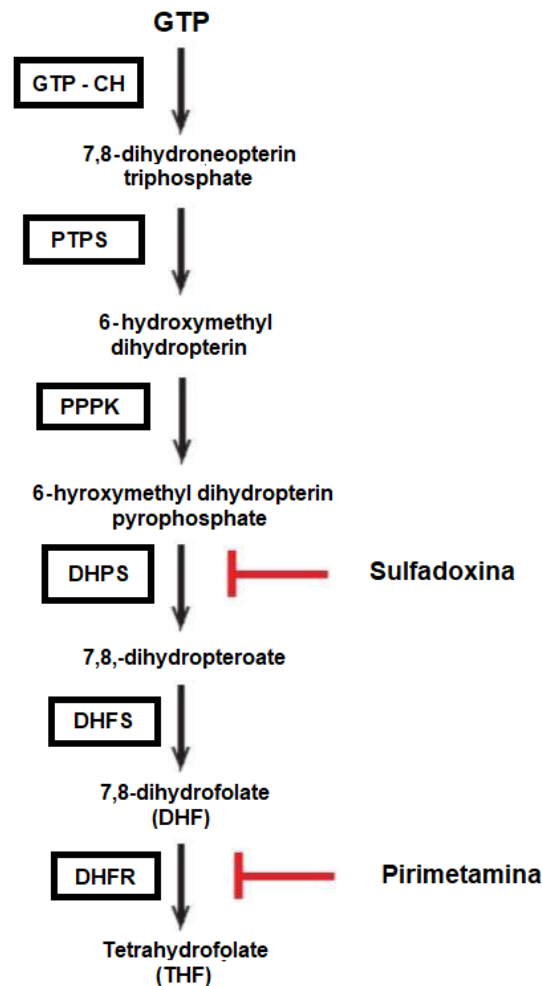 GTP
GTP - CH
7,8-dihydroneopterin
triphosphate
PTPS
6-hydroxymethyl
dihydropterin
PPPK
6-hyroxymethyl dihydropterin
pyrophosphate
DHPS
Sulfadoxina
7,8,-dihydropteroate
DHFS
7,8-dihydrofolate
(DHF)
DHFR
Pirimetamina
Tetrahydrofolate
(THF)